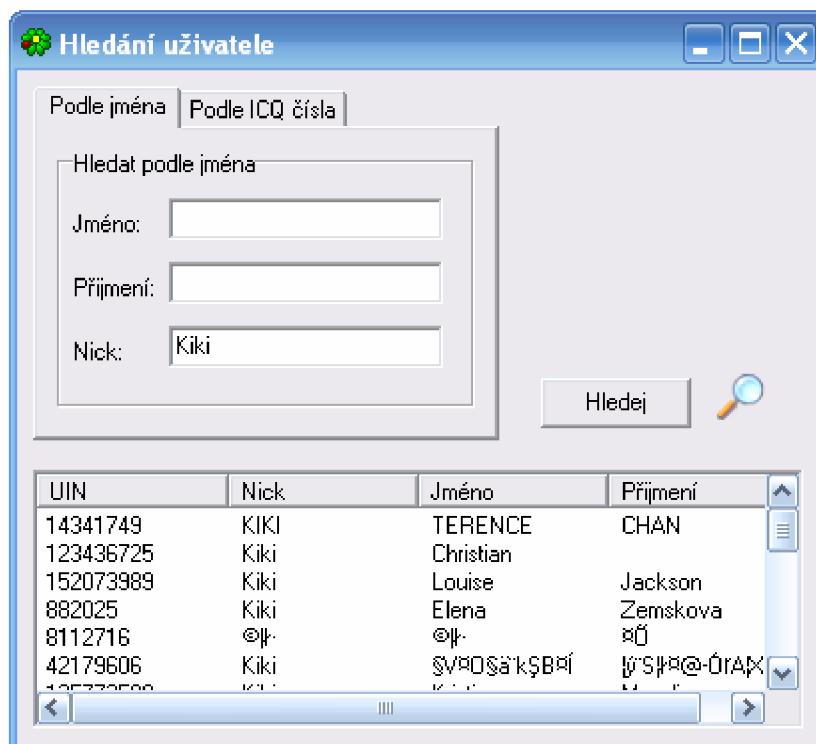 Hledání uživatele
Podle jména Podle ICQ čísla
Hledat podle jména
Jméno:
Příjmení:
Nick: Kiki
Hledej
UIN Nick Jméno Příjmení
14341749 KIKI TERENCE CHAN
123436725 Kiki Christian
152073989 Kiki Louise Jackson
882025 Kiki Elena Zemskova
8112716
42179606 Kiki